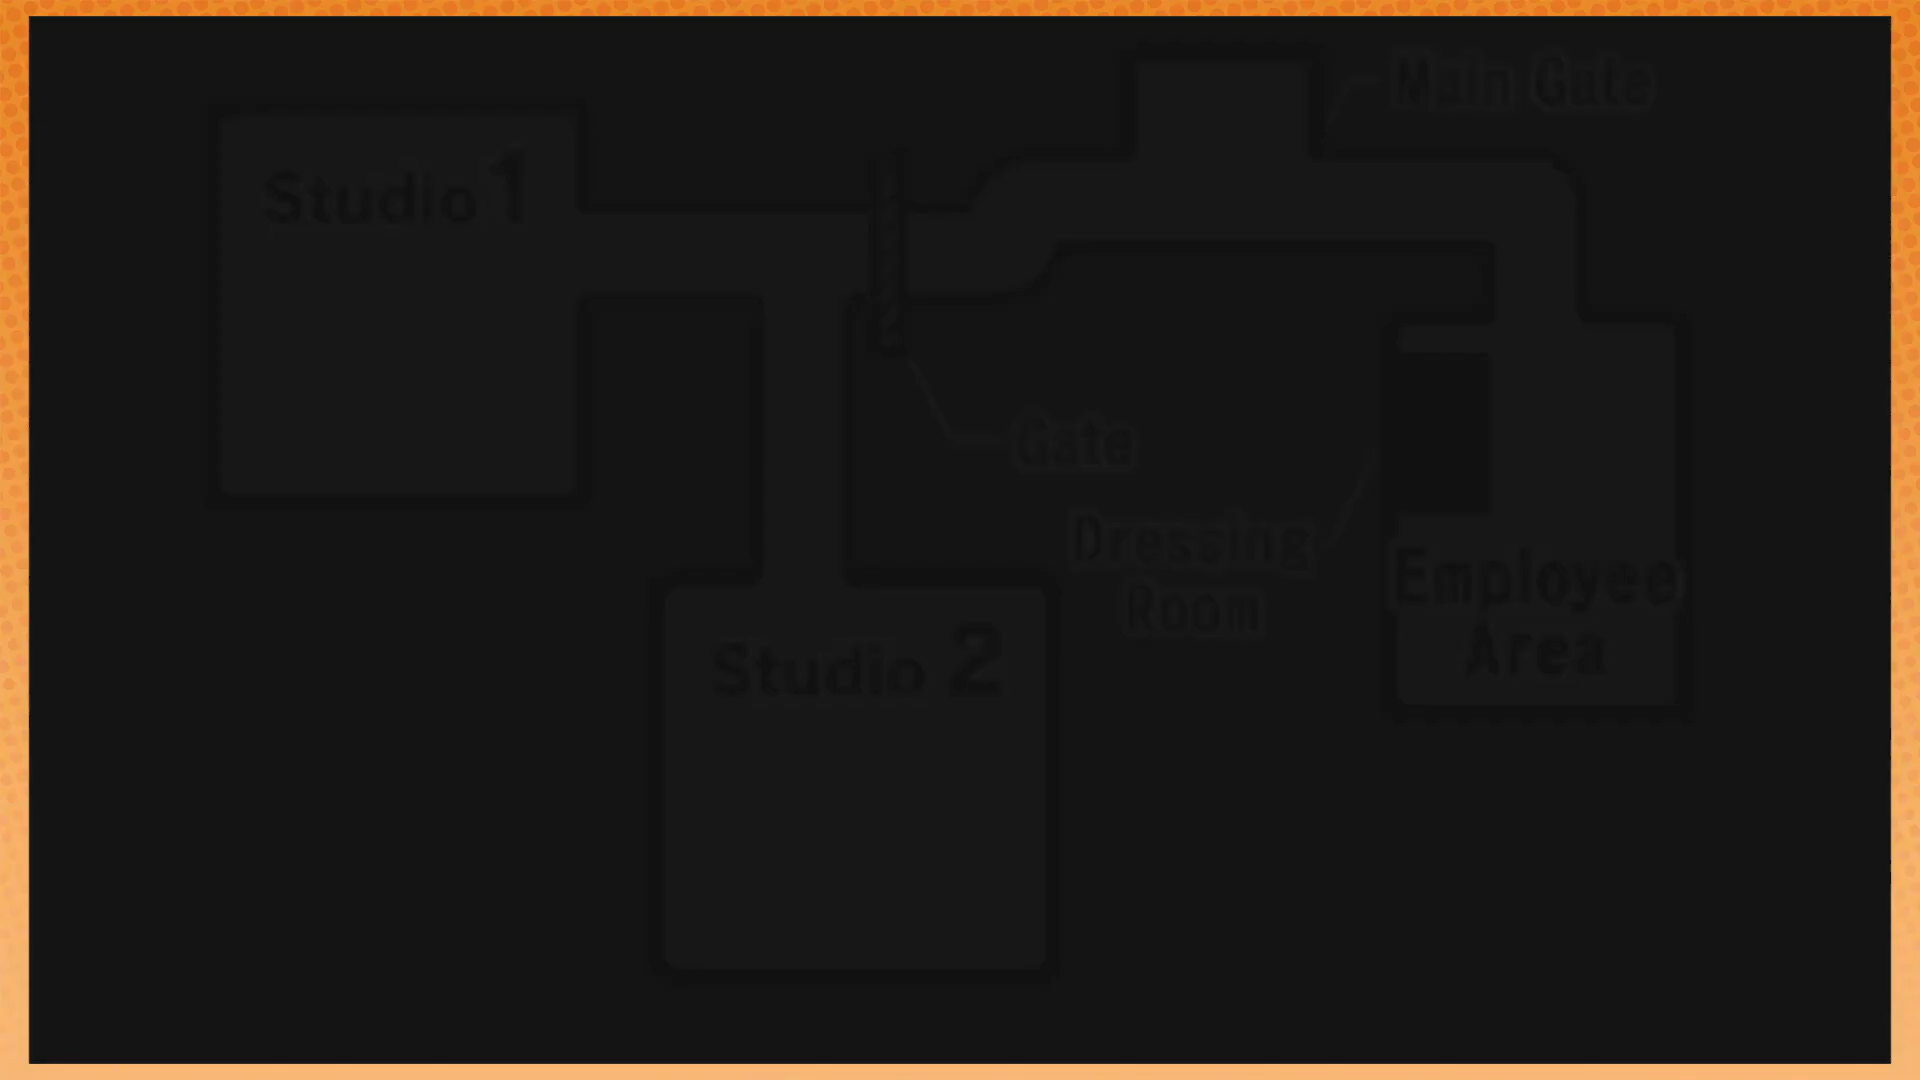 Main Gate
Studio 1
Gate
Dressing
Room
Employee
Area
Studio 2